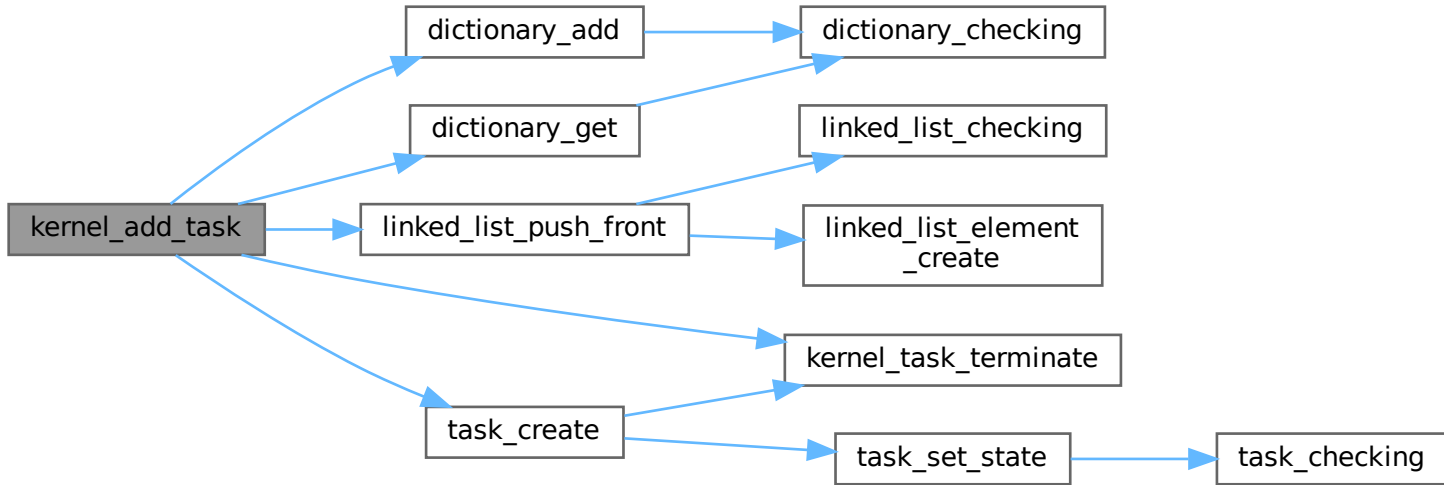 dictionary_add
dictionary_checking
dictionary_get
linked_list_checking
kernel_add_task
linked_list_push_front
linked_list_element
_create
kernel_task_terminate
task_create
task_set_state
task_checking